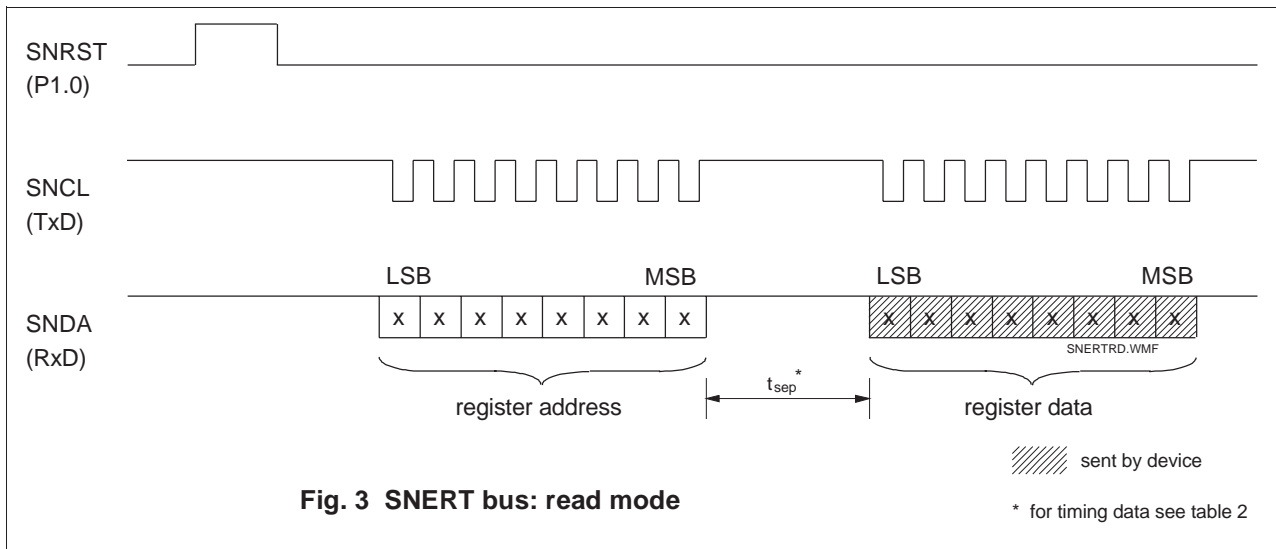 SNRST
(P1.0)
SNCL
(TxD)
LSB MSB LSB MSB
SNDA
(RxD)
x x x x x x x x x x x x x x x x
SNERTRD.WMF
tsep*
register address register data
sent by device
Fig. 3 SNERT bus: read mode
* for timing data see table 2